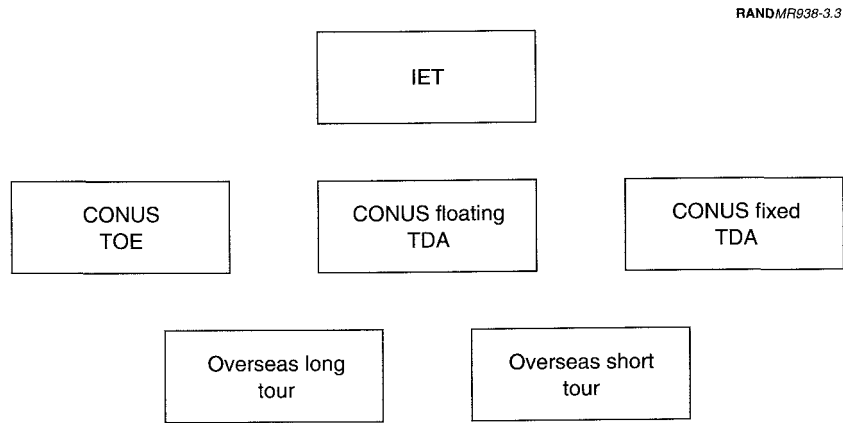 RANDMR938-3.3
IET
CONUS
TOE
CONUS floating
TDA
CONUS fixed
TDA
Overseas long
tour
Overseas short
tour